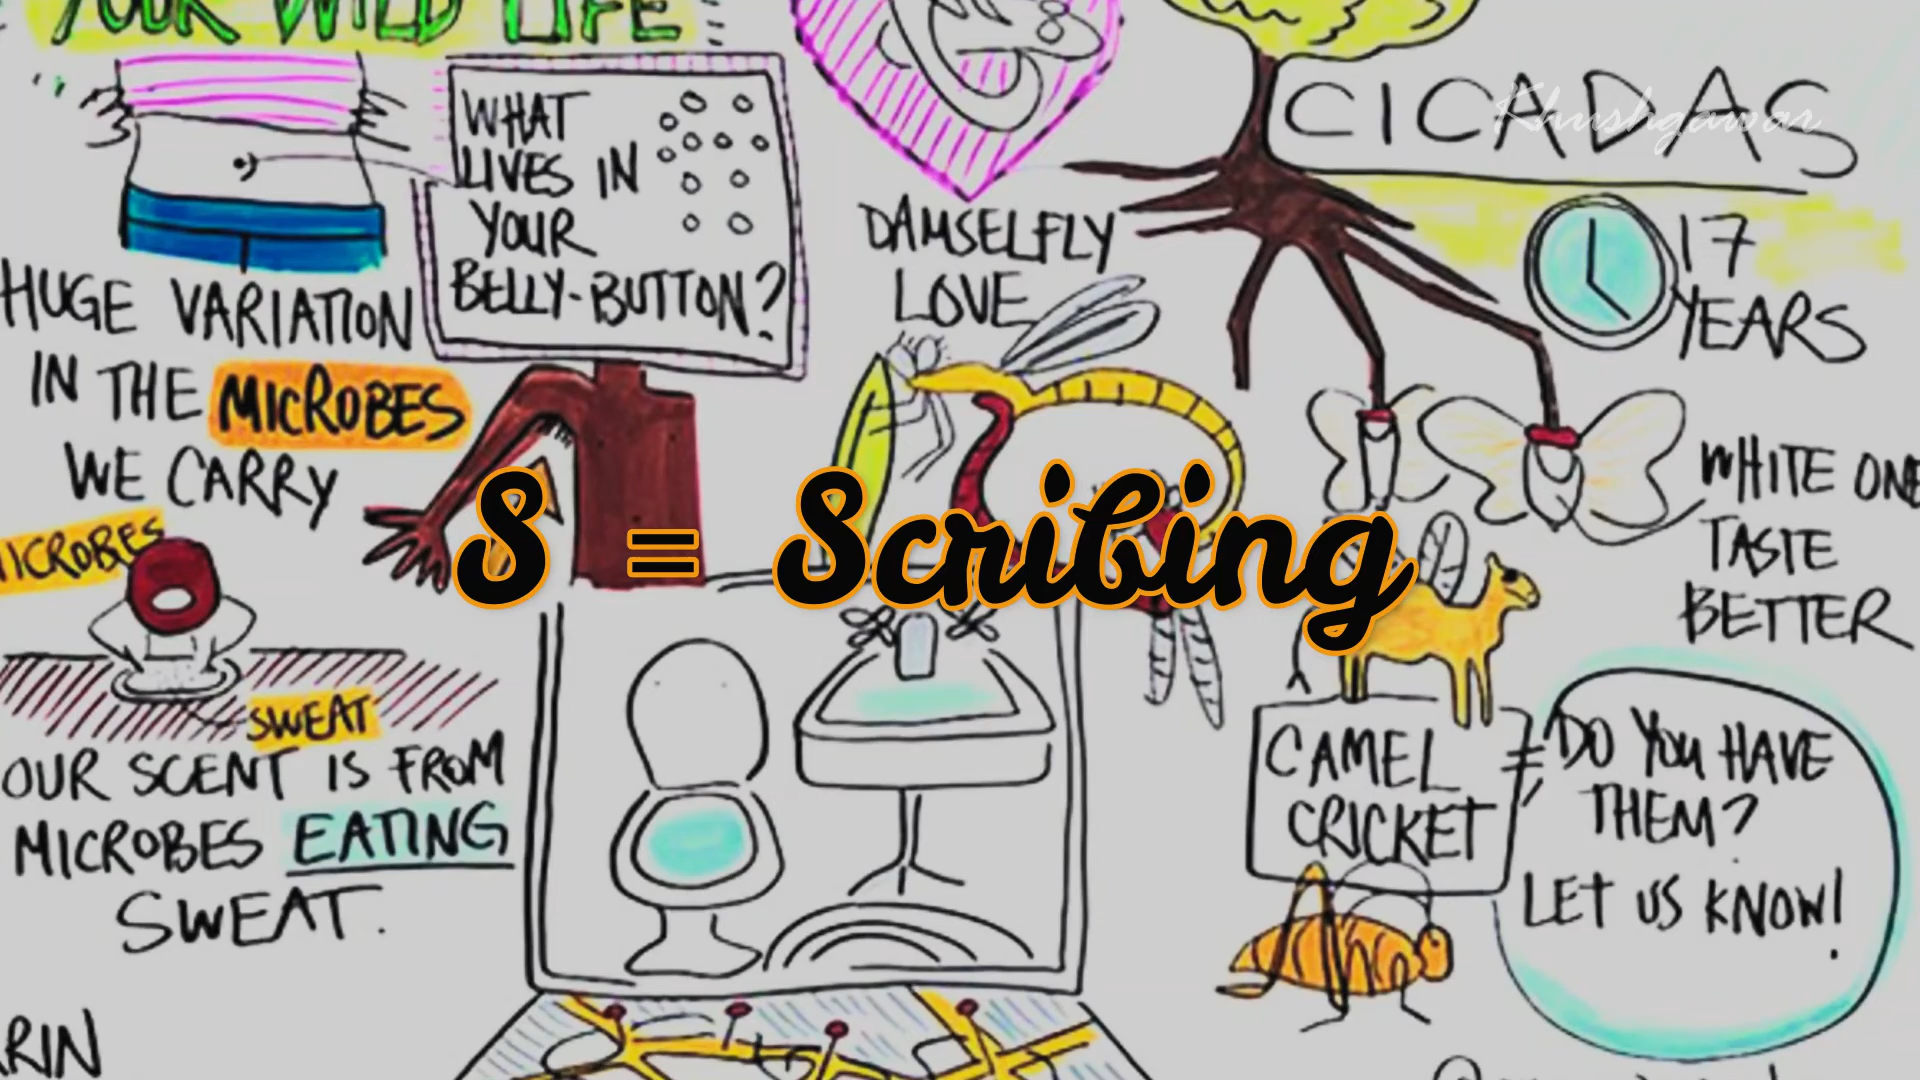 YOUR WILD LIFE
WHAT
LIVES IN
YOUR
BELLY-BUTTON?
HUGE VARIATION
IN THE MICROBES
WE CARRY
MICROBES
SWEAT
OUR SCENT IS FROM
MICROBES EATING
SWEAT.
DAMSELFLY
LOVE
CICADAS
Khushgawar
17
YEARS
WHITE ONE
TASTE
BETTER
S = Scribing
CAMEL
CRICKET
DO YOU HAVE
THEM?
LET US KNOW!
RIN